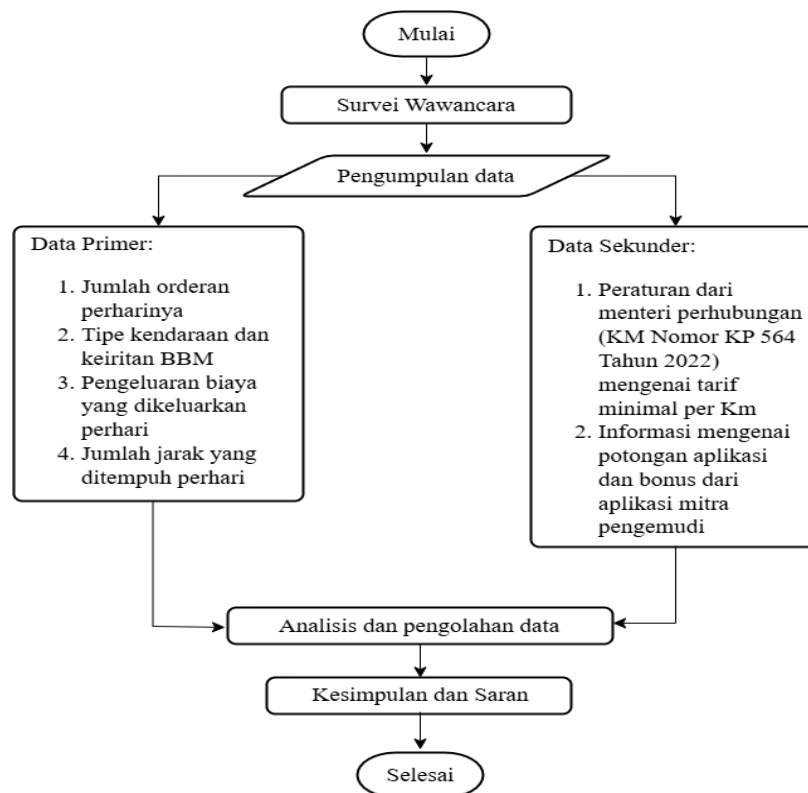 Mulai
Survei Wawancara
Pengumpulan data
Data Primer:
1. Jumlah orderan
perharinya
2. Tipe kendaraan dan
keiritan BBM
3. Pengeluaran biaya
yang dikeluarkan
perhari
4. Jumlah jarak yang
ditempuh perhari
Data Sekunder:
1. Peraturan dari
menteri perhubungan
(KM Nomor KP 564
Tahun 2022)
mengenai tarif
minimal per Km
2. Informasi mengenai
potongan aplikasi
dan bonus dari
aplikasi mitra
pengemudi
Analisis dan pengolahan data
Kesimpulan dan Saran
Selesai